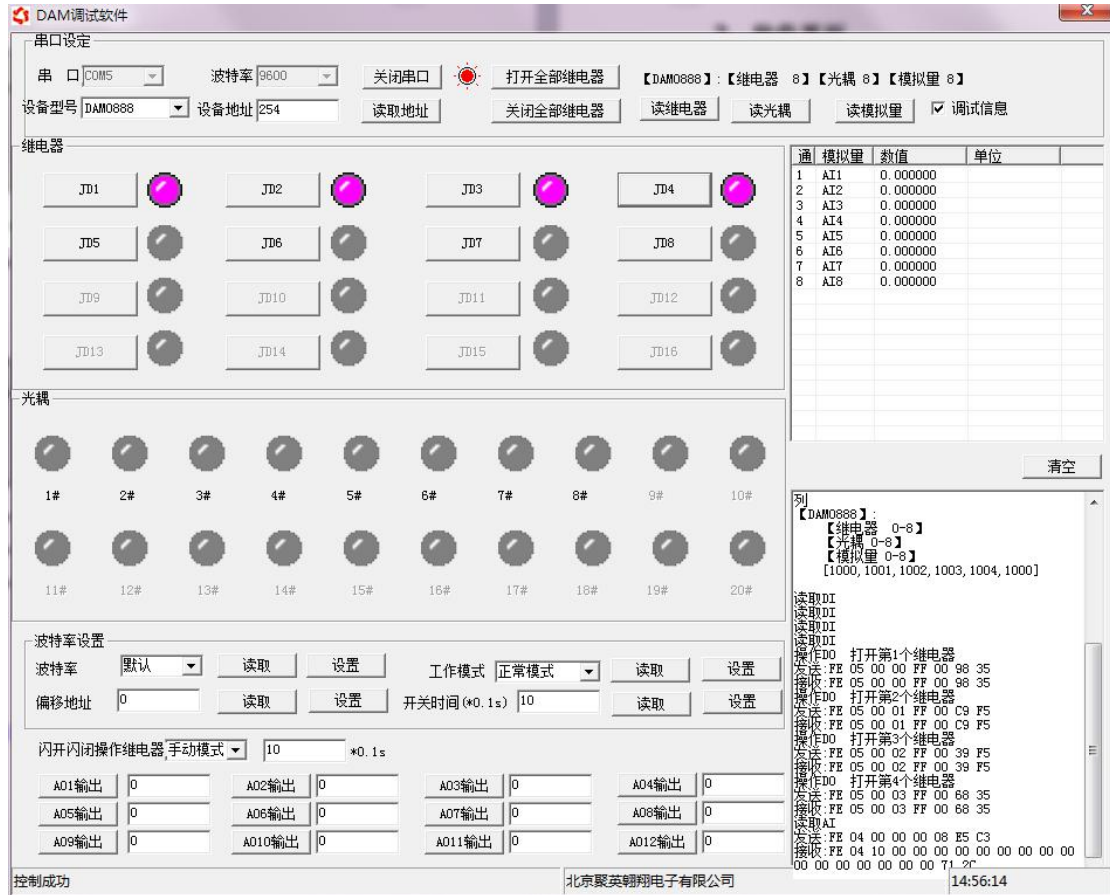 DAM调试软件
串口设定
串 口 COM5 波特率 9600 关闭串口 打开全部继电器 【DAM0888】:【继电器 8】【光耦 8】【模拟量 8】
设备型号 DAM0888 设备地址 254 读取地址 关闭全部继电器 读继电器 读光耦 读模拟量 调试信息
继电器
JD1 JD2 JD3 JD4
JD5 JD6 JD7 JD8
JD9 JD10 JD11 JD12
JD13 JD14 JD15 JD16
通 模拟量 数值 单位
1 AI1 0.000000
2 AI2 0.000000
3 AI3 0.000000
4 AI4 0.000000
5 AI5 0.000000
6 AI6 0.000000
7 AI7 0.000000
8 AI8 0.000000
光耦
1# 2# 3# 4# 5# 6# 7# 8# 9# 10#
11# 12# 13# 14# 15# 16# 17# 18# 19# 20#
清空
列
【DAM0888】:
【继电器 0-8】
【光耦 0-8】
【模拟量 0-8】
[1000,1001,1002,1003,1004,1000]
读取DI
读取DI
读取DI
读取DI
操作DO 打开第1个继电器
发送:FE 05 00 00 FF 00 98 35
接收:FE 05 00 00 FF 00 98 35
操作DO 打开第2个继电器
发送:FE 05 00 01 FF 00 C9 F5
接收:FE 05 00 01 FF 00 C9 F5
操作DO 打开第3个继电器
发送:FE 05 00 02 FF 00 39 F5
接收:FE 05 00 02 FF 00 39 F5
操作DO 打开第4个继电器
发送:FE 05 00 03 FF 00 68 35
接收:FE 05 00 03 FF 00 68 35
读取AI
发送:FE 04 00 00 00 08 E5 C3
接收:FE 04 10 00 00 00 00 00 00 00 00 00
00 00 00 00 00 00 00 71 2C
波特率设置
波特率 默认 读取 设置 工作模式 正常模式 读取 设置
偏移地址 0 读取 设置 开关时间(*0.1s) 10 读取 设置
闪开闪闭操作继电器 手动模式 10 *0.1s
AO1输出 0 AO2输出 0 AO3输出 0 AO4输出 0
AO5输出 0 AO6输出 0 AO7输出 0 AO8输出 0
AO9输出 0 AO10输出 0 AO11输出 0 AO12输出 0
控制成功 北京聚英翱翔电子有限公司 14:56:14